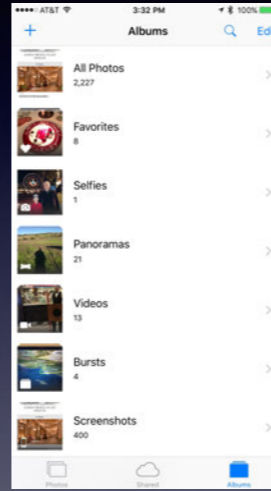 AT&T 3:32 PM 100%
Albums Edi
All Photos
2,227
Favorites
8
Selfies
1
Panoramas
21
Videos
13
Bursts
4
Screenshots
400
Photos Shared Albums